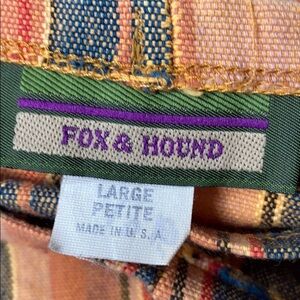 FOX & HOUND
LARGE
PETITE
MADE IN U.S.A.